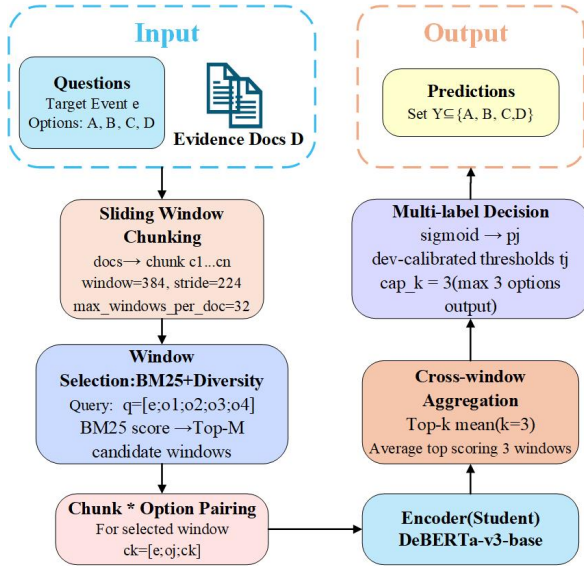 Input
Questions
Target Event e
Options: A, B, C, D
Evidence Docs D
Sliding Window
Chunking
docs→ chunk c1...cn
window=384, stride=224
max_windows_per_doc=32
Window
Selection:BM25+Diversity
Query: q=[e;o1;o2;o3;o4]
BM25 score →Top-M
candidate windows
Chunk * Option Pairing
For selected window
ck=[e;oj;ck]
Encoder(Student)
DeBERTa-v3-base
Cross-window
Aggregation
Top-k mean(k=3)
Average top scoring 3 windows
Multi-label Decision
sigmoid → pj
dev-calibrated thresholds tj
cap_k = 3(max 3 options
output)
Output
Predictions
Set Y⊆{A, B, C,D}